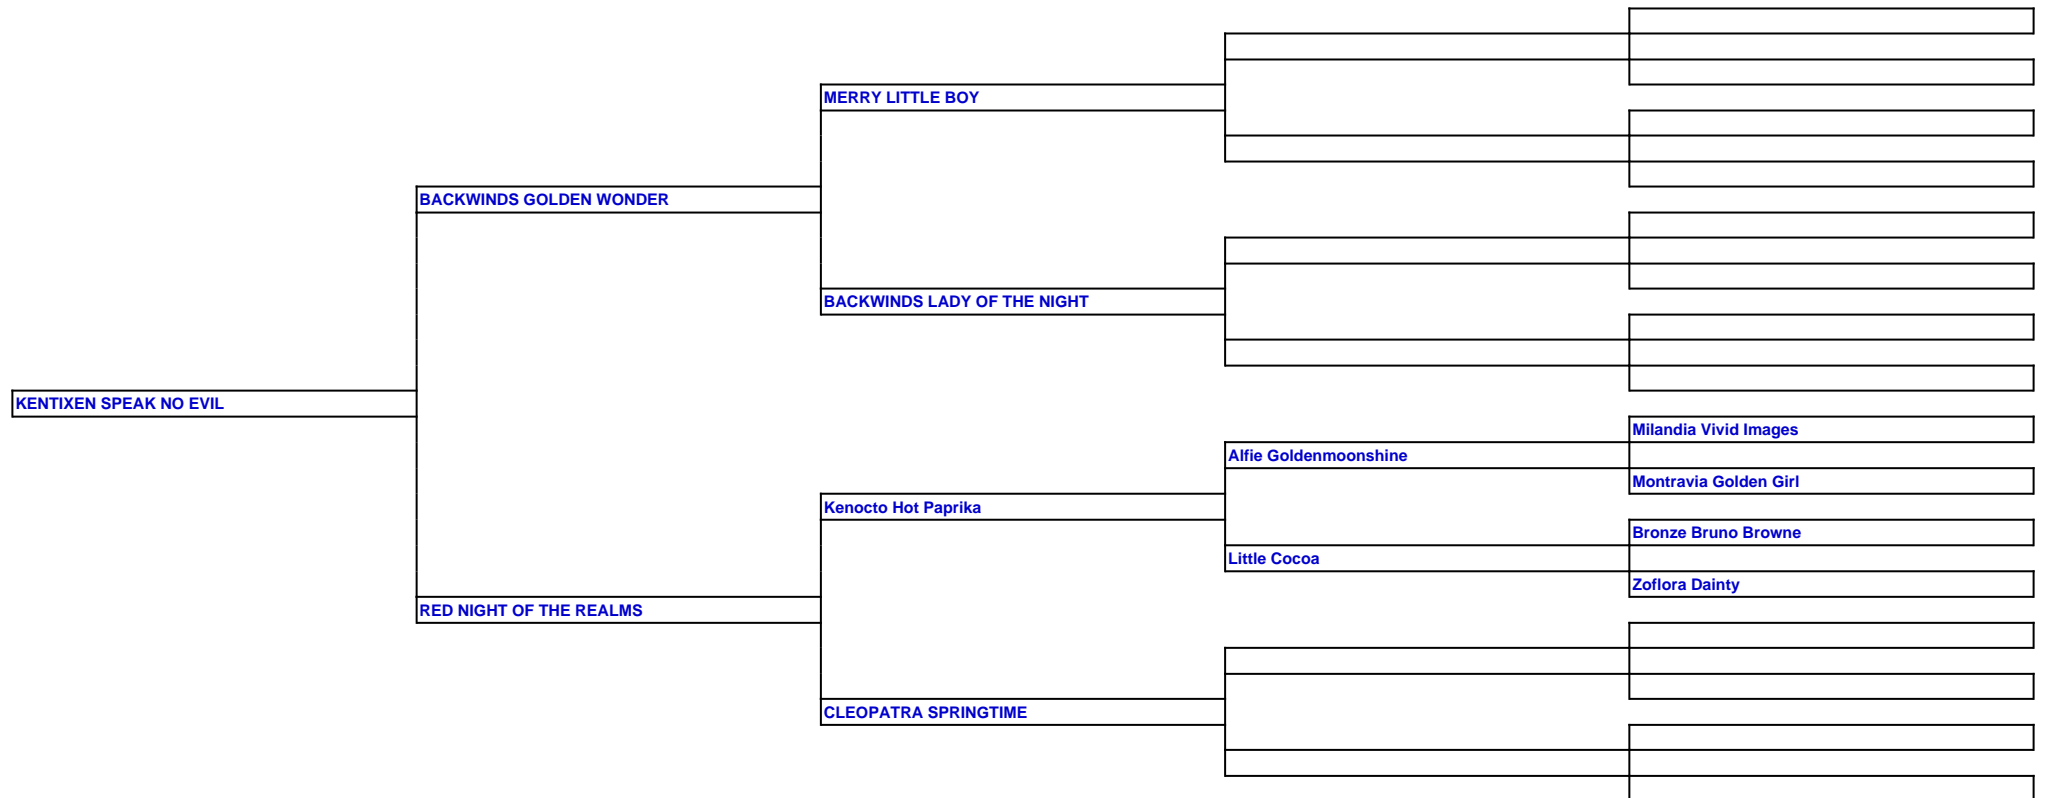 MERRY LITTLE BOY
BACKWINDS GOLDEN WONDER
BACKWINDS LADY OF THE NIGHT
KENTIXEN SPEAK NO EVIL
Milandia Vivid Images
Alfie Goldenmoonshine
Montravia Golden Girl
Kenocto Hot Paprika
Bronze Bruno Browne
Little Cocoa
Zoflora Dainty
RED NIGHT OF THE REALMS
CLEOPATRA SPRINGTIME